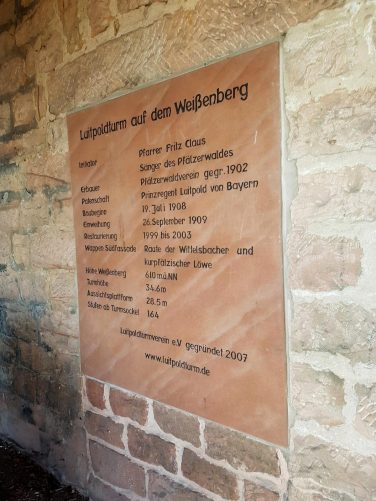 Luitpoldturm auf dem Weißenberg
Initiator Pfarrer Fritz Claus
Sänger des Pfälzerwaldes
Erbauer Pfälzerwaldverein gegr. 1902
Patenschaft Prinzregent Luitpold von Bayern
Baubeginn 19. Juli 1908
Einweihung 26. September 1909
Restaurierung 1999 bis 2003
Wappen Südfassade Raute der Wittelsbacher und
kurpfälzischer Löwe
Höhe Weißenberg 610 m.ü.NN
Turmhöhe 34.6m
Aussichtsplattform 28.5 m
Stufen ab Turmsockel 164
Luitpoldturmverein e.V gegründet 2007
www.luitpoldturm.de